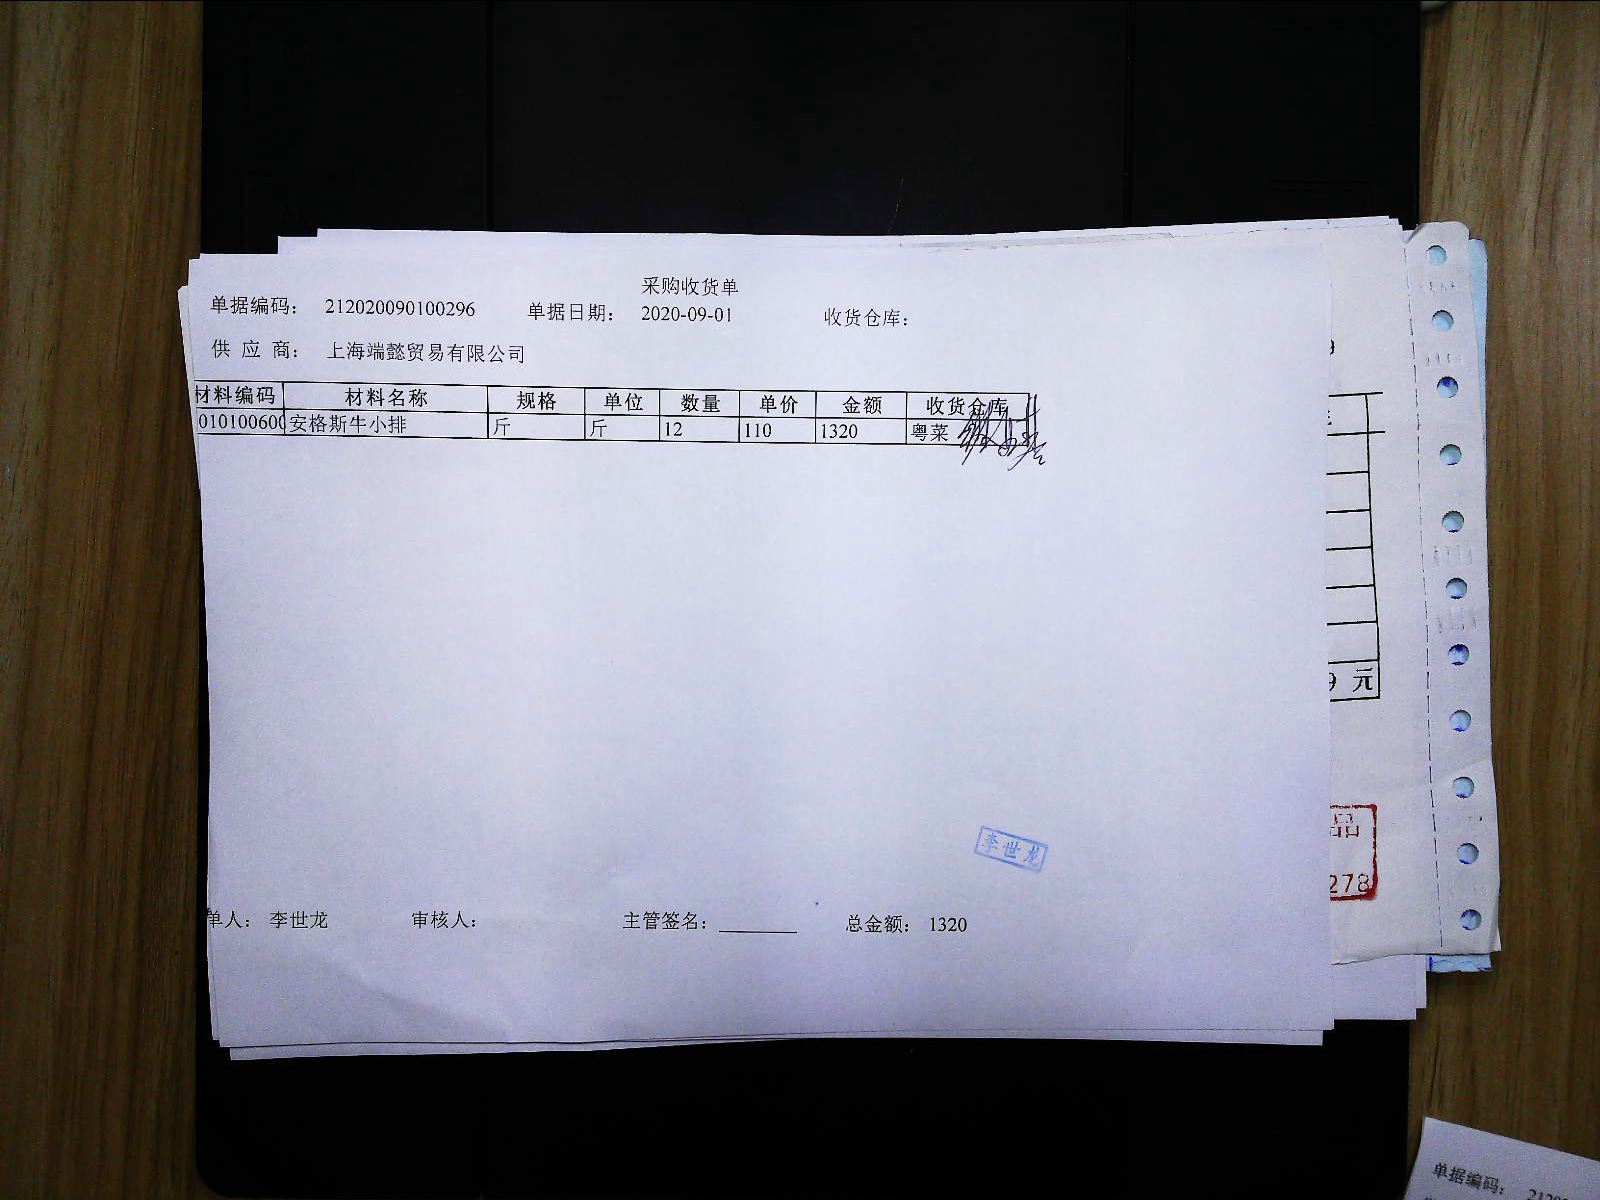 采购收货单
单据编码： 212020090100296 单据日期： 2020-09-01 收货仓库：
供 应 商： 上海端懿贸易有限公司
材料编码 材料名称 规格 单位 数量 单价 金额 收货仓库
010100600 安格斯牛小排 斤 斤 12 110 1320 粤菜
李世龙
单人： 李世龙 审核人： 主管签名： 总金额： 1320
9 元
品
278
单据编码：